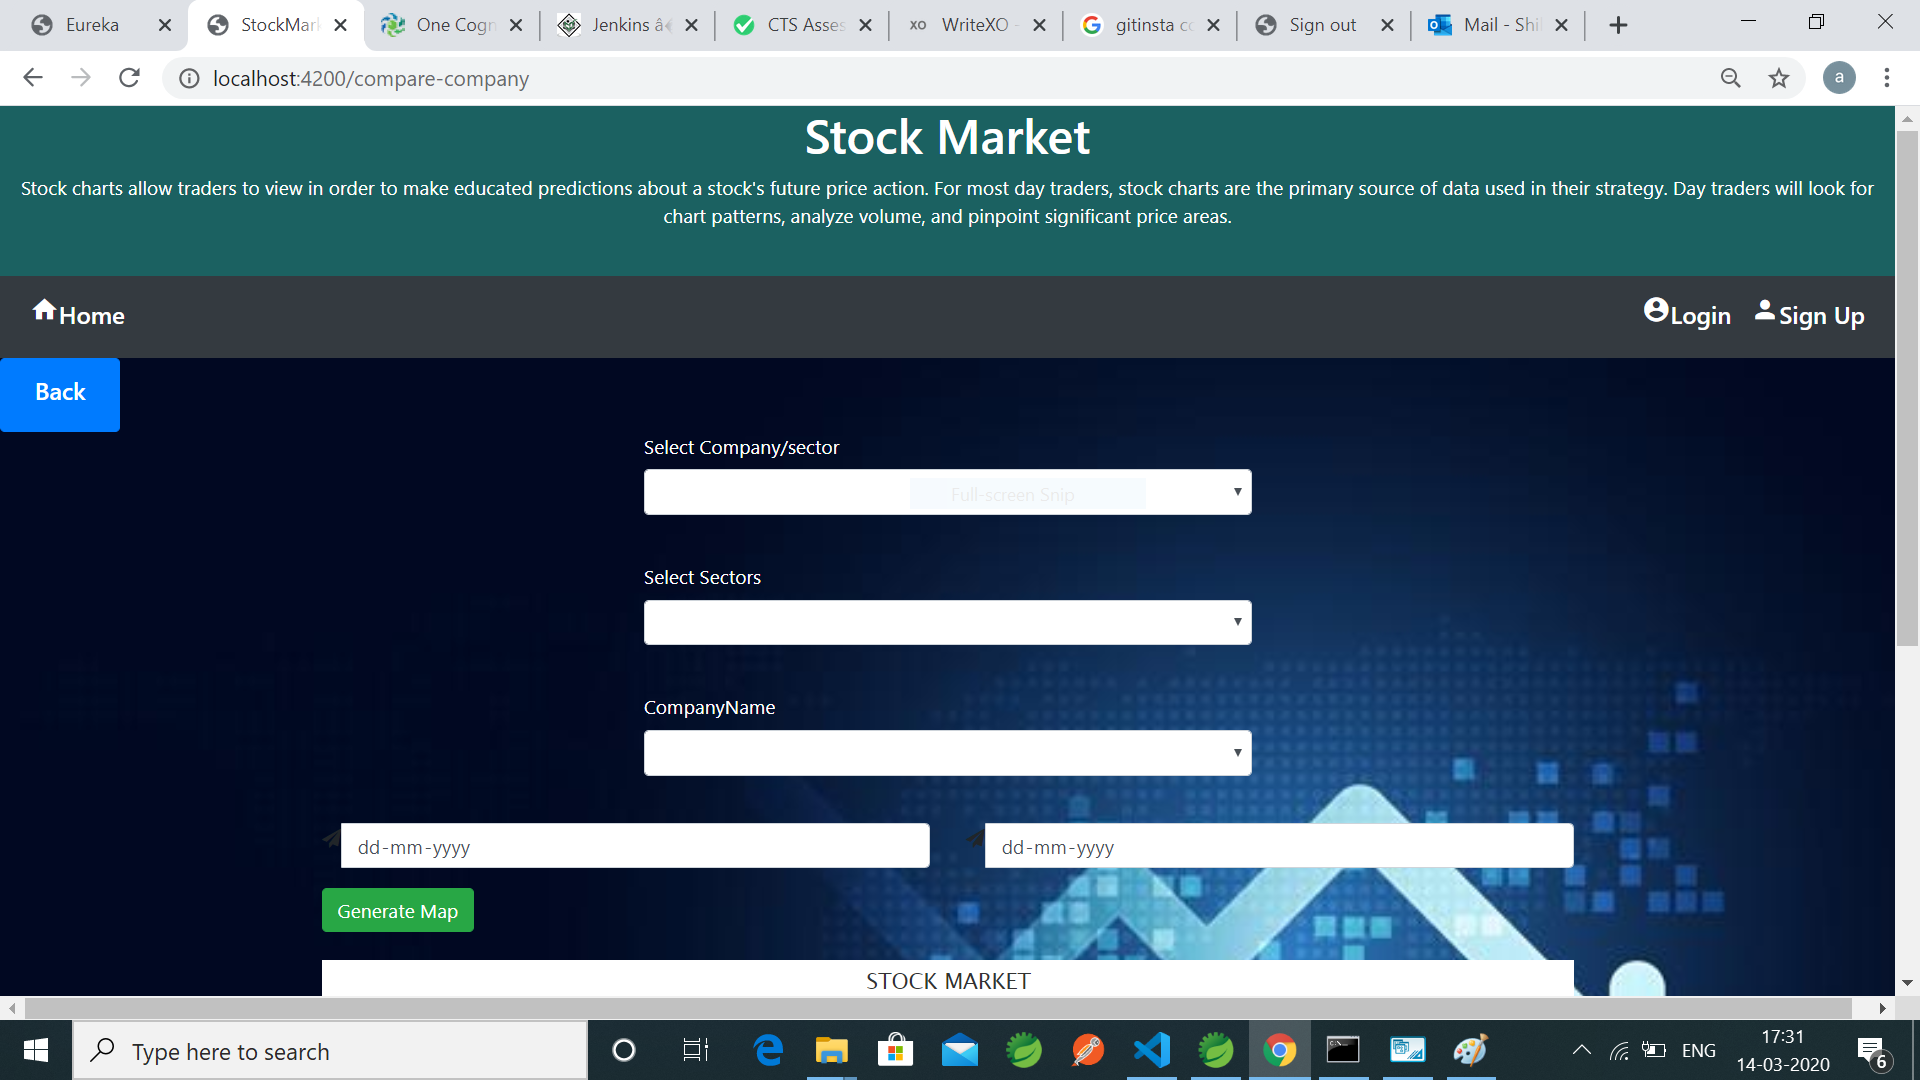 Eureka
StockMark
One Cogn
Jenkins â
CTS Asses
WriteXO -
gitinsta co
Sign out
Mail - Shi
localhost:4200/compare-company
a
Stock Market
Stock charts allow traders to view in order to make educated predictions about a stock's future price action. For most day traders, stock charts are the primary source of data used in their strategy. Day traders will look for
chart patterns, analyze volume, and pinpoint significant price areas.
Home
Login
Sign Up
Back
Select Company/sector
Full-screen Snip
Select Sectors
CompanyName
dd-mm-yyyy
dd-mm-yyyy
Generate Map
STOCK MARKET
Type here to search
ENG
17:31
14-03-2020
6